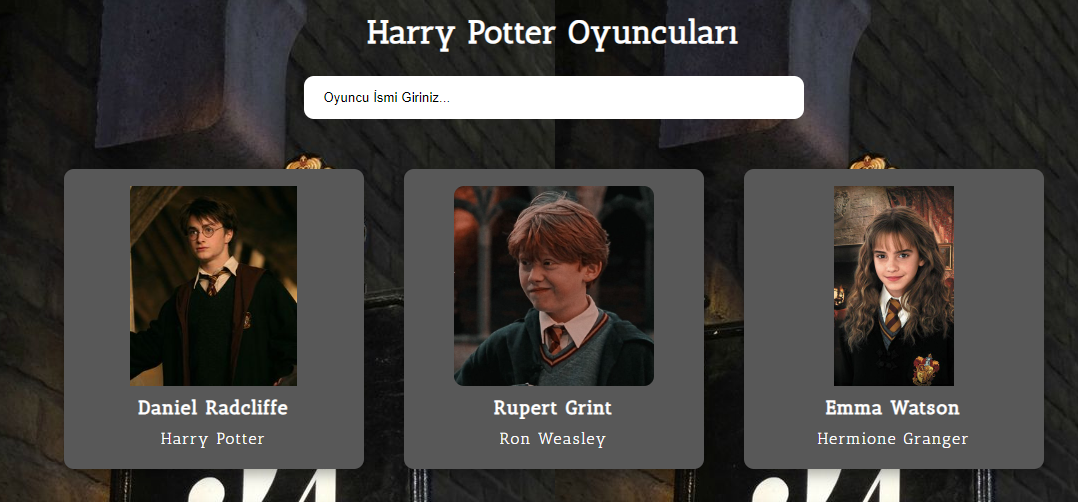 Harry Potter Oyuncuları
Oyuncu İsmi Giriniz...
Daniel Radcliffe
Harry Potter
Rupert Grint
Ron Weasley
Emma Watson
Hermione Granger